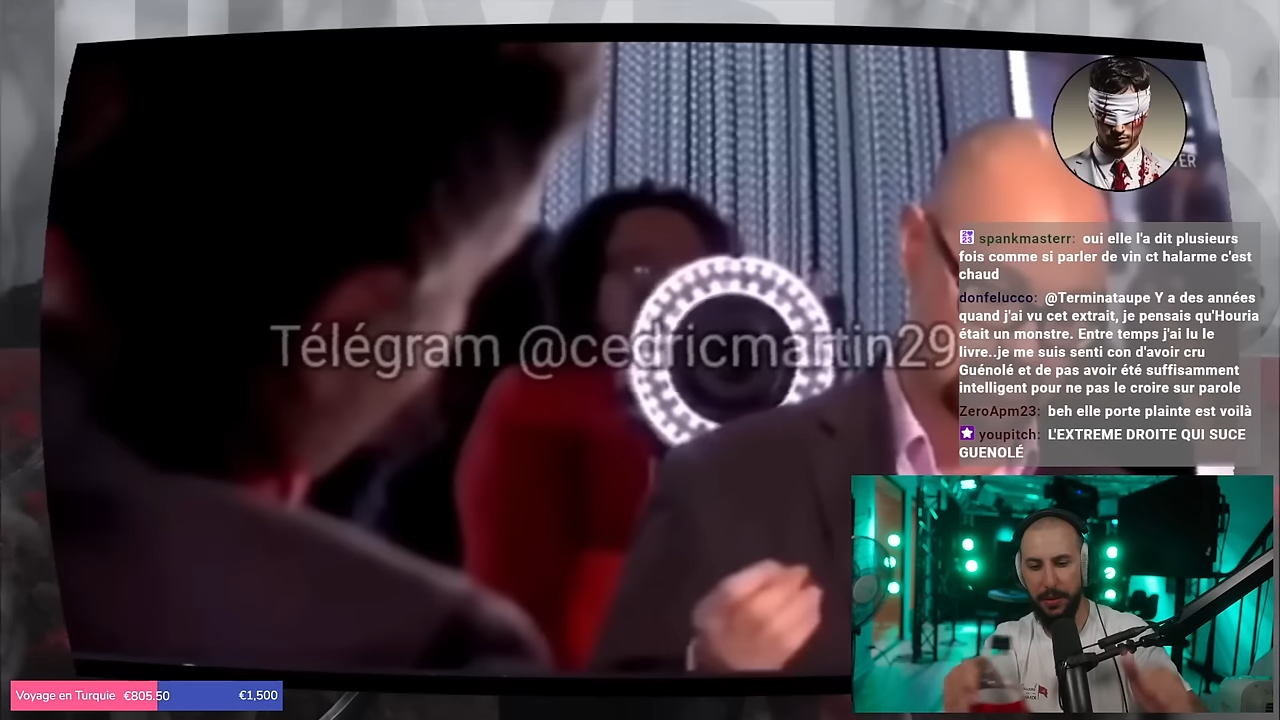 ER
spankmasterr: oui elle l'a dit plusieurs
fois comme si parler de vin ct halarme c'est
chaud
donfelucco: @Terminataupe Y a des années
quand j'ai vu cet extrait, je pensais qu'Houria
était un monstre. Entre temps j'ai lu le
livre..je me suis senti con d'avoir cru
Guénolé et de pas avoir été suffisamment
intelligent pour ne pas le croire sur parole
ZeroApm23: beh elle porte plainte est voilà
youpitch: L'EXTREME DROITE QUI SUCE
GUENOLÉ
Télégram @cedricmartin29
Voyage en Turquie €805.50 €1,500